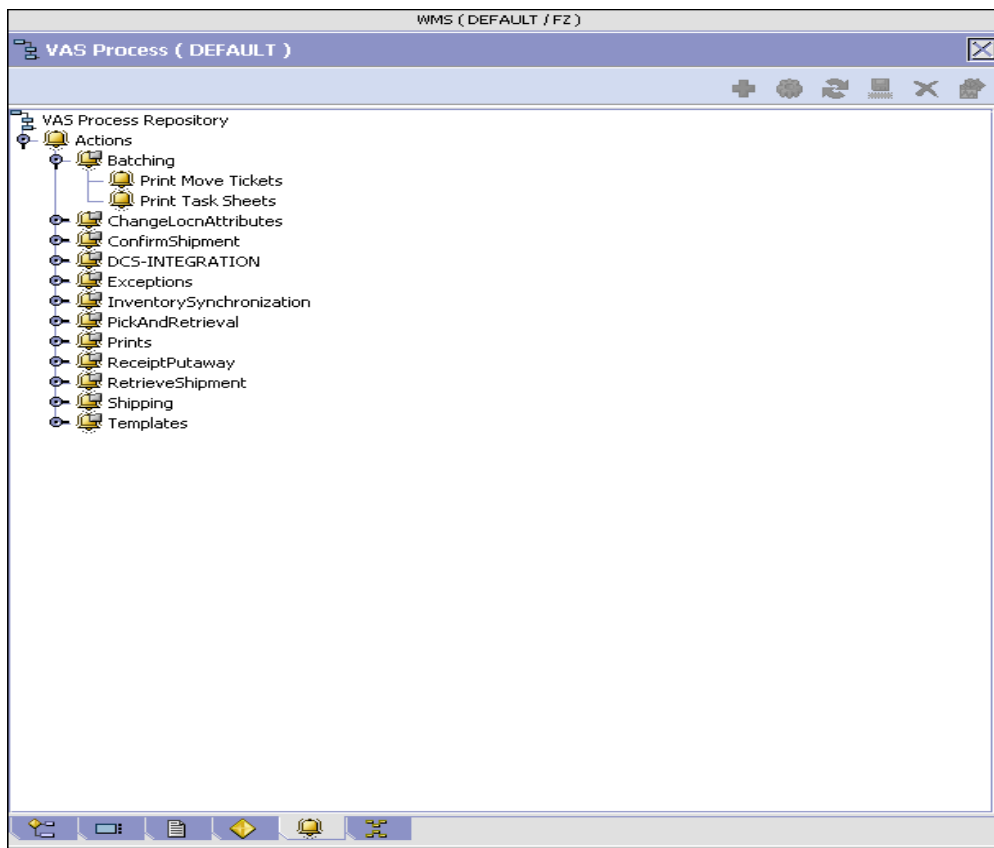 WMS ( DEFAULT / FZ )
VAS Process ( DEFAULT )
VAS Process Repository
Actions
Batching
Print Move Tickets
Print Task Sheets
ChangeLocnAttributes
ConfirmShipment
DCS-INTEGRATION
Exceptions
InventorySynchronization
PickAndRetrieval
Prints
ReceiptPutaway
RetrieveShipment
Shipping
Templates